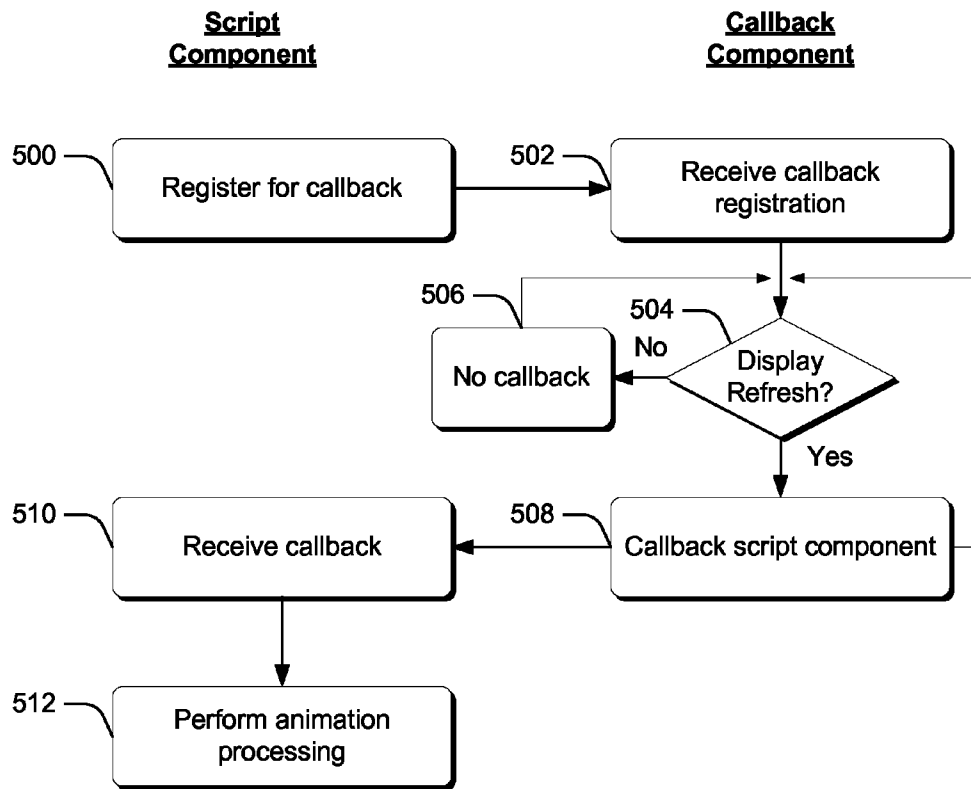 Script
Component
Callback
Component
500
Register for callback
502
Receive callback
registration
506
No callback
504
No
Display
Refresh?
Yes
510
Receive callback
508
Callback script component
512
Perform animation
processing